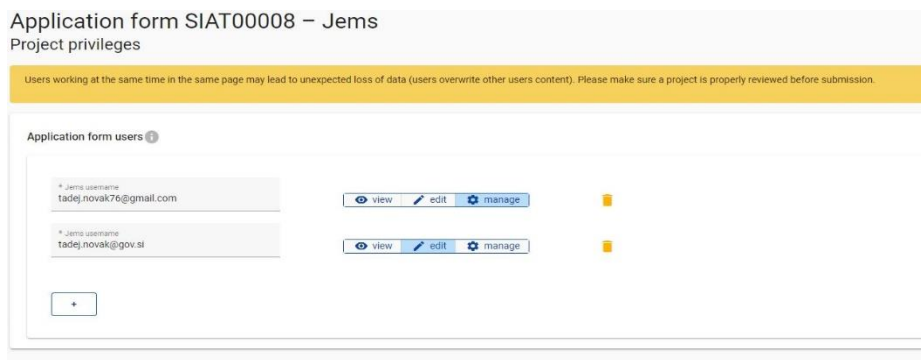 Application form SIAT00008 – Jems
Project privileges
Users working at the same time in the same page may lead to unexpected loss of data (users overwrite other users content). Please make sure a project is properly reviewed before submission.
Application form users
* Jems username
tadej.novak76@gmail.com
view edit manage
* Jems username
tadej.novak@gov.si
view edit manage
+